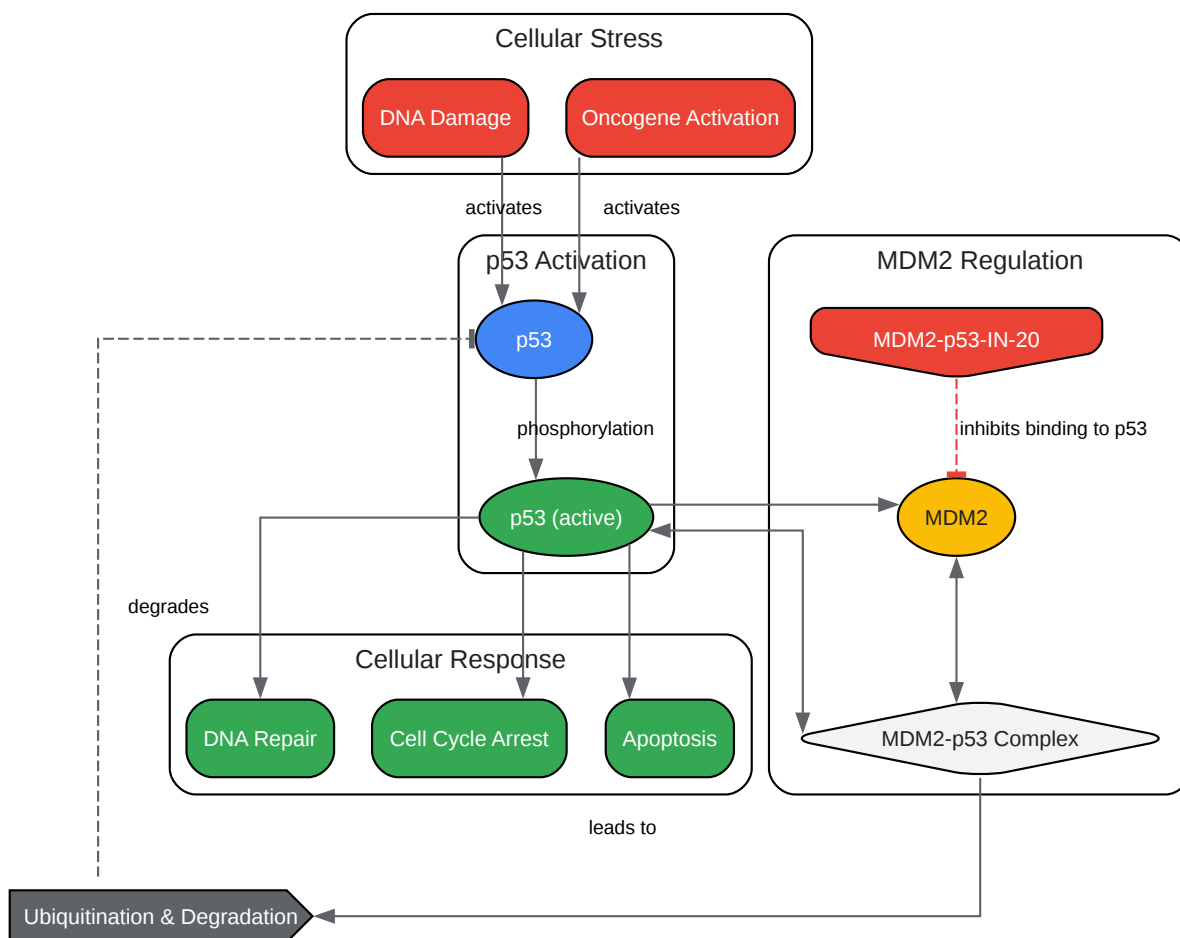 Cellular Stress
DNA Damage
Oncogene Activation
activates
activates
p53 Activation
MDM2 Regulation
p53
MDM2-p53-IN-20
phosphorylation
inhibits binding to p53
p53 (active)
MDM2
degrades
Cellular Response
DNA Repair
Cell Cycle Arrest
Apoptosis
MDM2-p53 Complex
leads to
Ubiquitination & Degradation